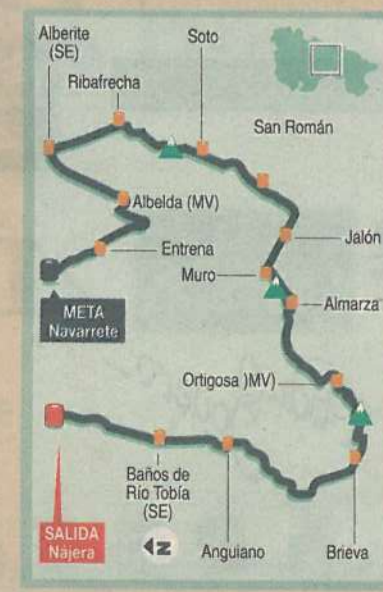 Alberite
(SE)
Soto
Ribafrecha
San Román
Albelda (MV)
Entrena
Jalón
Muro
META
Navarrete
Almarza
Ortigosa )MV)
Baños de
Río Tobía
(SE)
SALIDA
Nájera
N
Anguiano
Brieva